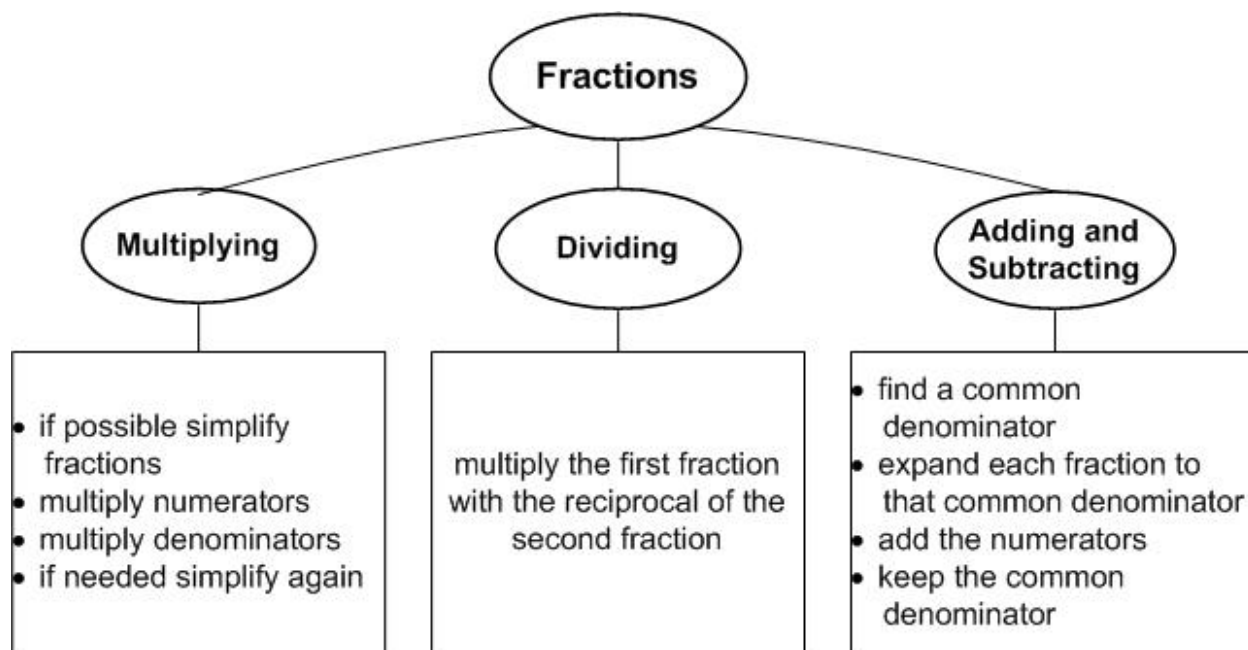 Fractions
Multiplying
Dividing
Adding and
Subtracting
• if possible simplify
fractions
• multiply numerators
• multiply denominators
• if needed simplify again
multiply the first fraction
with the reciprocal of the
second fraction
• find a common
denominator
• expand each fraction to
that common denominator
• add the numerators
• keep the common
denominator